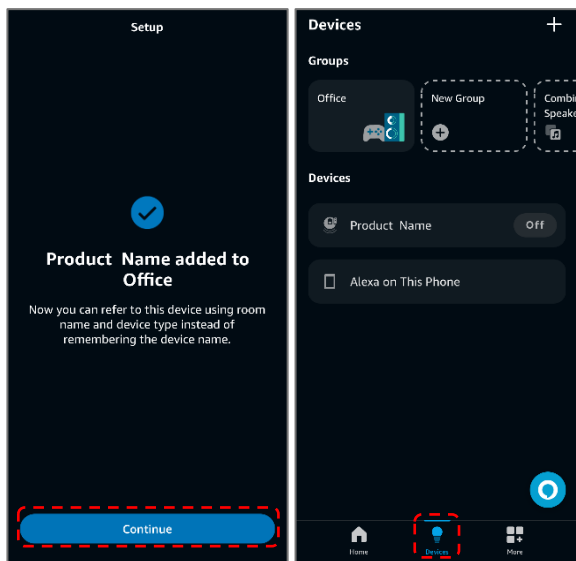 Setup
Product Name added to
Office
Now you can refer to this device using room
name and device type instead of
remembering the device name.
Continue
Devices
Groups
Office
New Group
Combi
Speake
Devices
Product Name
Off
Alexa on This Phone
Home
Devices
More